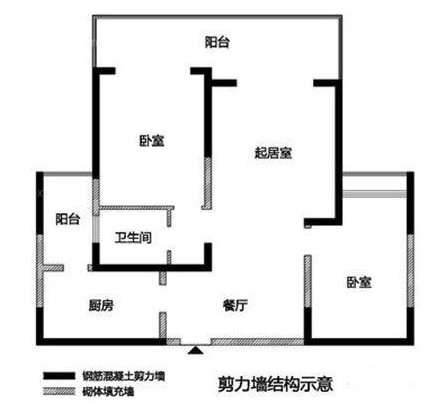 阳台
卧室
起居室
阳台
卫生间
卧室
厨房
餐厅
钢筋混凝土剪力墙
砌体填充墙
剪力墙结构示意